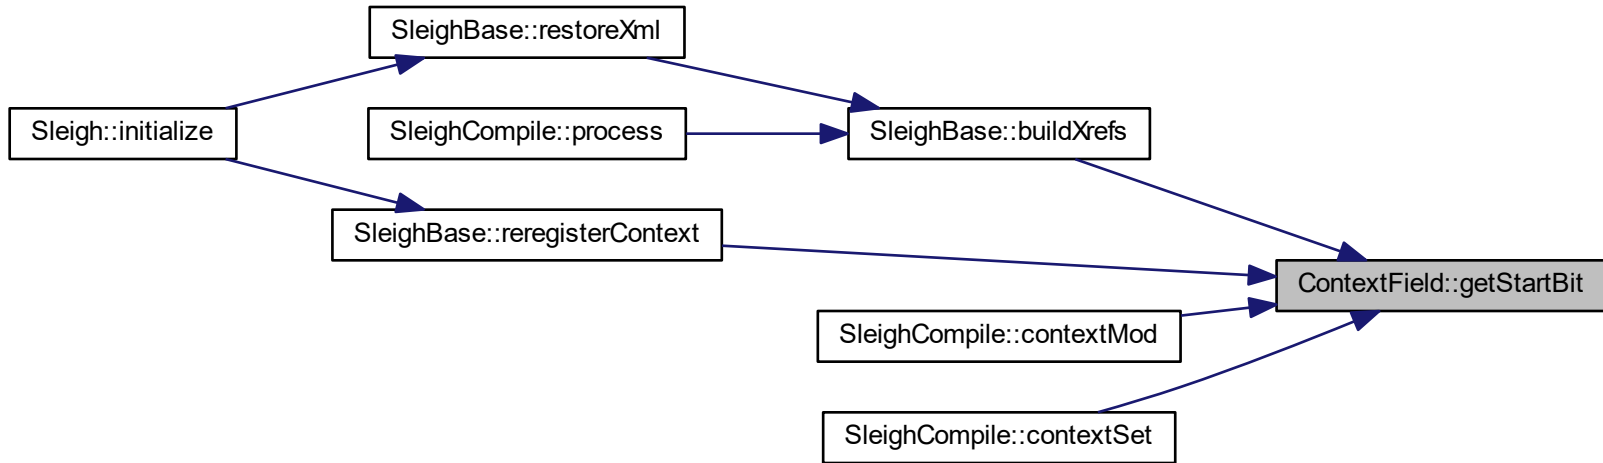 SleighBase::restoreXml
Sleigh::initialize
SleighCompile::process
SleighBase::buildXrefs
SleighBase::reregisterContext
ContextField::getStartBit
SleighCompile::contextMod
SleighCompile::contextSet